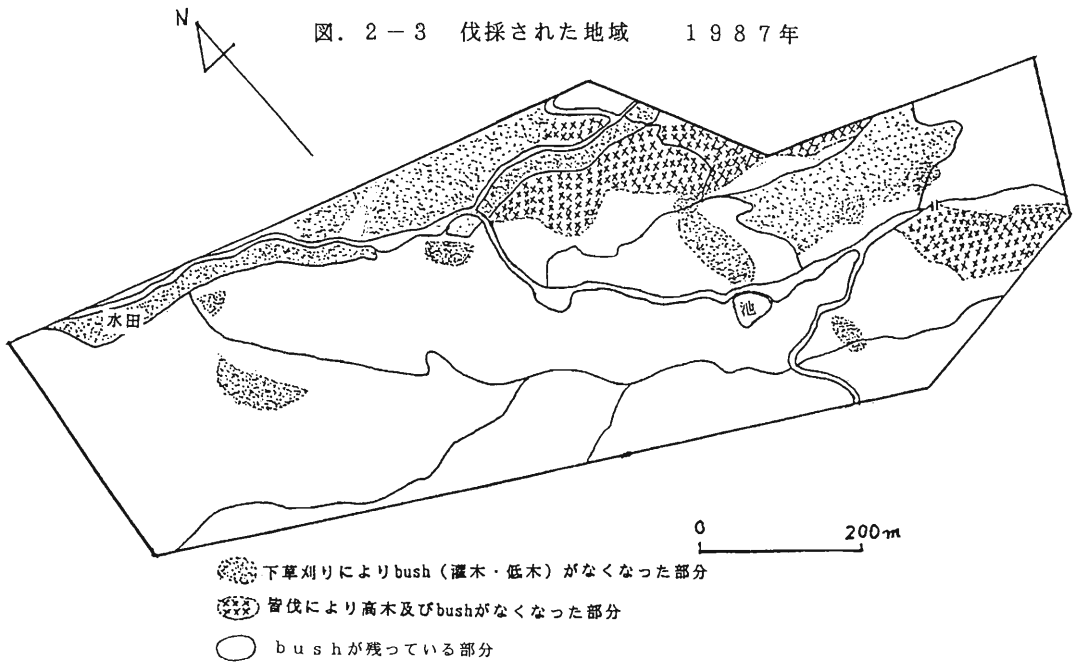 N
図．２－３　伐採された地域　　１９８７年
水田
池
0 200m
下草刈りによりbush（灌木・低木）がなくなった部分
皆伐により高木及びbushがなくなった部分
ｂｕｓｈが残っている部分